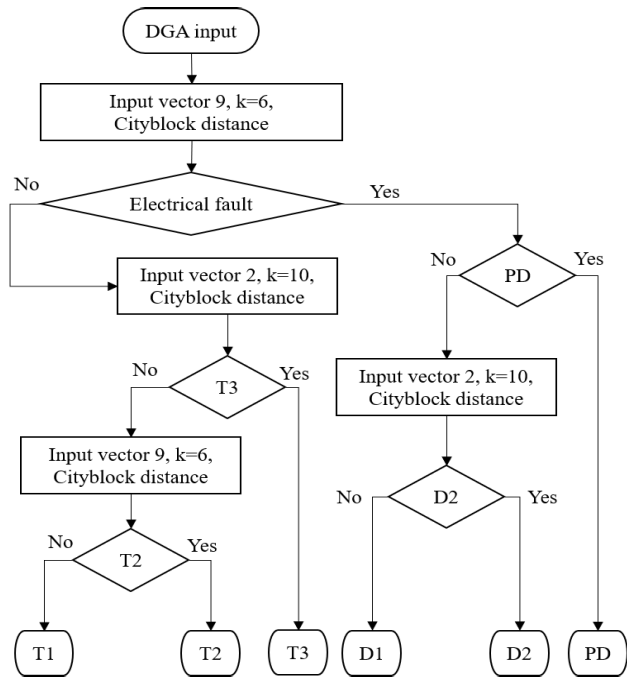 DGA input
Input vector 9, k=6,
Cityblock distance
No
Electrical fault
Yes
Input vector 2, k=10,
Cityblock distance
No
PD
Yes
No
T3
Yes
Input vector 2, k=10,
Cityblock distance
Input vector 9, k=6,
Cityblock distance
No
D2
Yes
No
T2
Yes
T1
T2
T3
D1
D2
PD